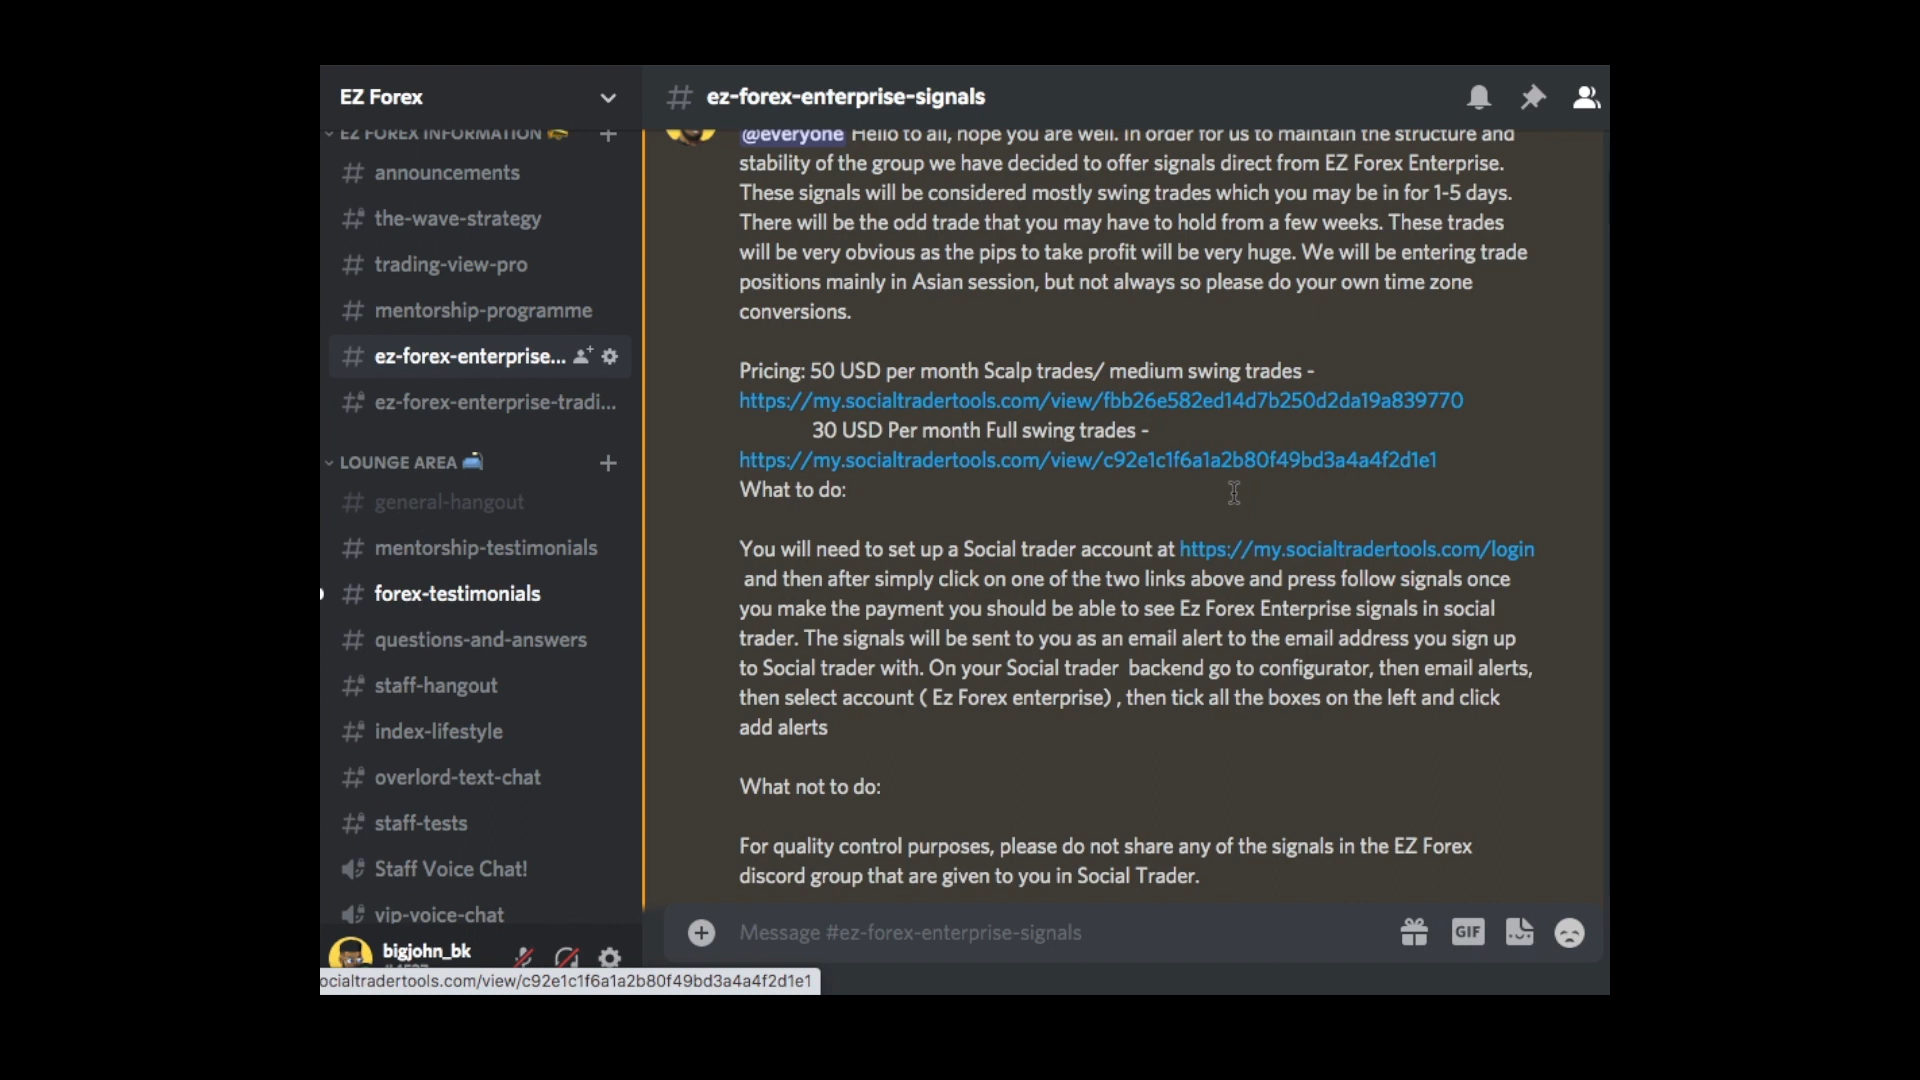 EZ Forex
EZ FOREX INFORMATION
announcements
the-wave-strategy
trading-view-pro
mentorship-programme
ez-forex-enterprise...
ez-forex-enterprise-tradi...
LOUNGE AREA
general-hangout
mentorship-testimonials
forex-testimonials
questions-and-answers
staff-hangout
index-lifestyle
overlord-text-chat
staff-tests
Staff Voice Chat!
vip-voice-chat
bigjohn_bk
ocialtradertools.com/view/c92e1c1f6a1a2b80f49bd3a4a4f2d1e1
# ez-forex-enterprise-signals
@everyone Hello to all, hope you are well. In order for us to maintain the structure and
stability of the group we have decided to offer signals direct from EZ Forex Enterprise.
These signals will be considered mostly swing trades which you may be in for 1-5 days.
There will be the odd trade that you may have to hold from a few weeks. These trades
will be very obvious as the pips to take profit will be very huge. We will be entering trade
positions mainly in Asian session, but not always so please do your own time zone
conversions.
Pricing: 50 USD per month Scalp trades/ medium swing trades -
https://my.socialtradertools.com/view/fbb26e582ed14d7b250d2da19a839770
30 USD Per month Full swing trades -
https://my.socialtradertools.com/view/c92e1c1f6a1a2b80f49bd3a4a4f2d1e1
What to do:
You will need to set up a Social trader account at https://my.socialtradertools.com/login
and then after simply click on one of the two links above and press follow signals once
you make the payment you should be able to see Ez Forex Enterprise signals in social
trader. The signals will be sent to you as an email alert to the email address you sign up
to Social trader with. On your Social trader backend go to configurator, then email alerts,
then select account ( Ez Forex enterprise) , then tick all the boxes on the left and click
add alerts
What not to do:
For quality control purposes, please do not share any of the signals in the EZ Forex
discord group that are given to you in Social Trader.
Message #ez-forex-enterprise-signals
GIF